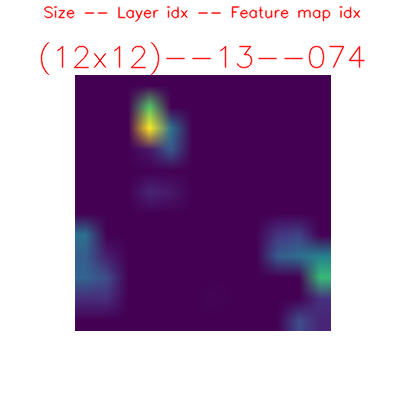 Size -- Layer idx -- Feature map idx
(12x12)--13--074